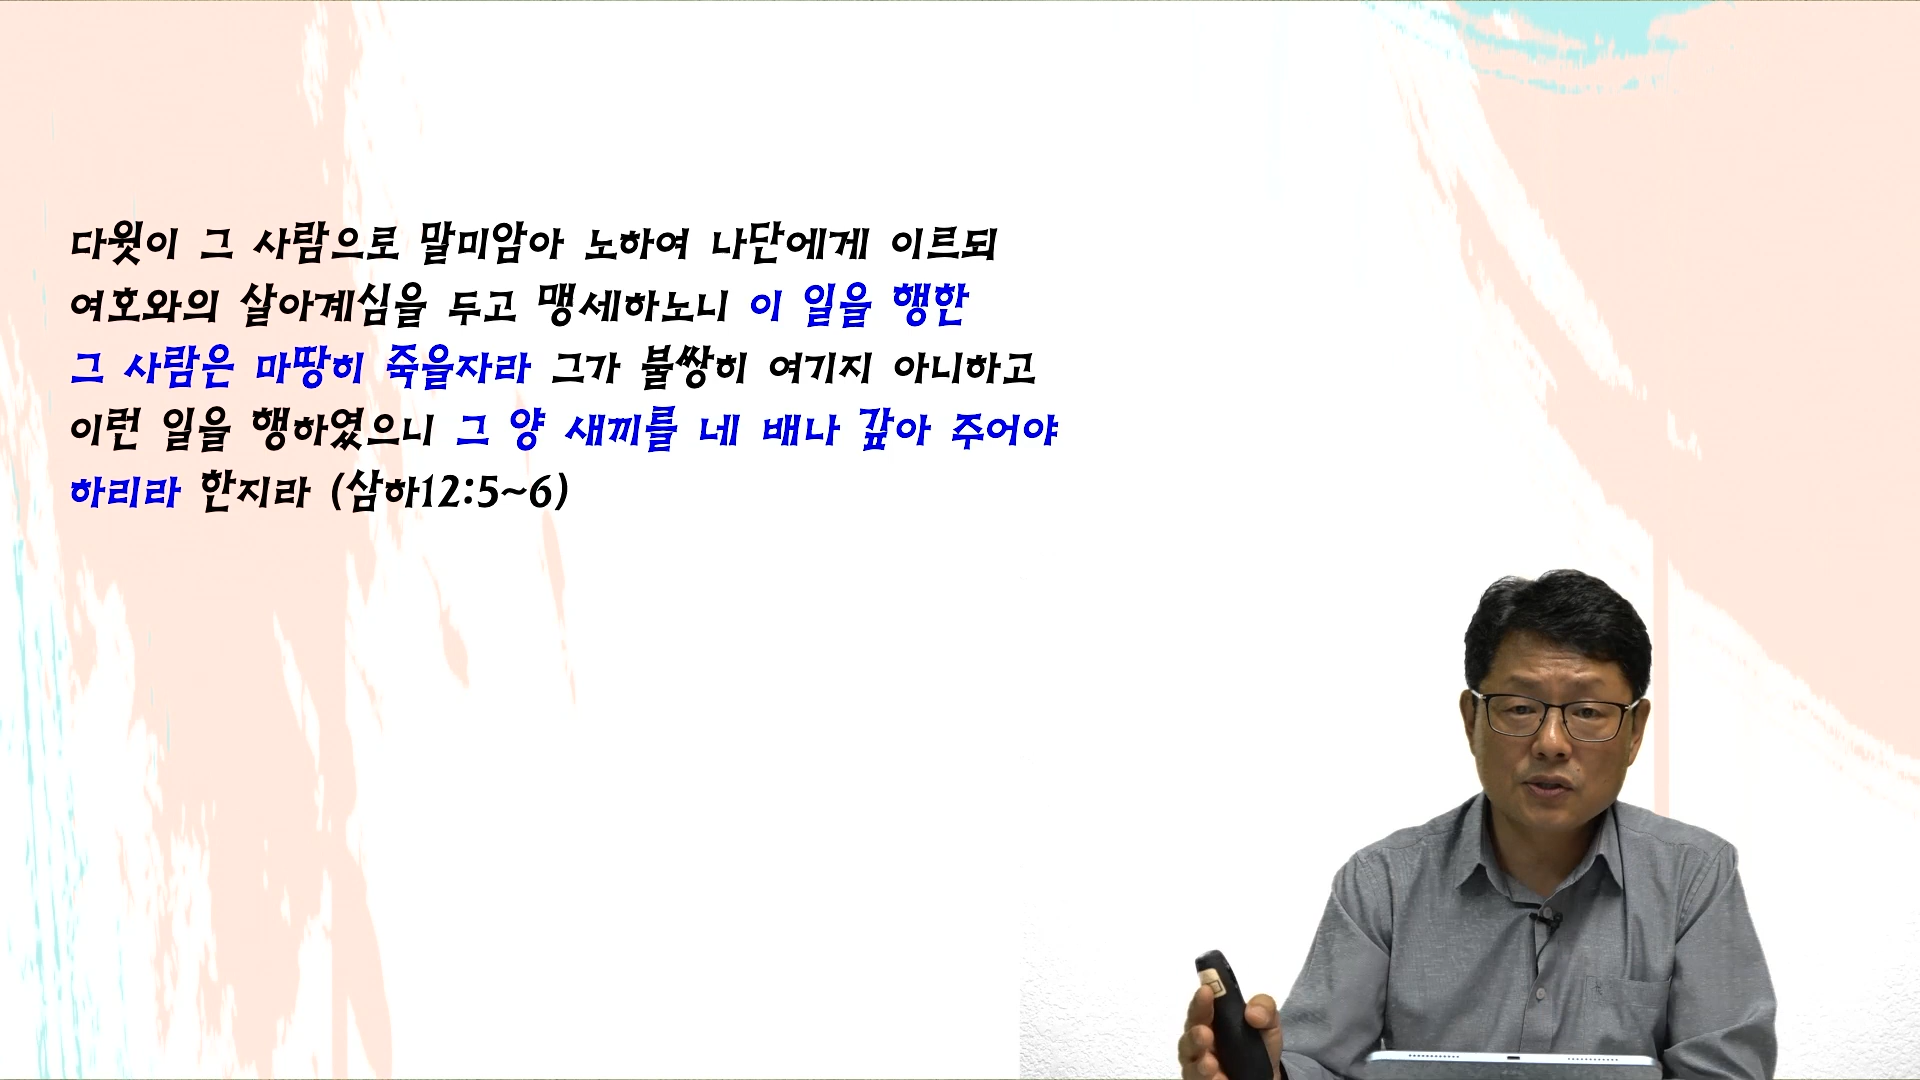 다윗이 그 사람으로 말미암아 노하여 나단에게 이르되
여호와의 살아계심을 두고 맹세하노니 이 일을 행한
그 사람은 마땅히 죽을자라 그가 불쌍히 여기지 아니하고
이런 일을 행하였으니 그 양 새끼를 네 배나 갚아 주어야
하리라 한지라 (삼하12:5~6)